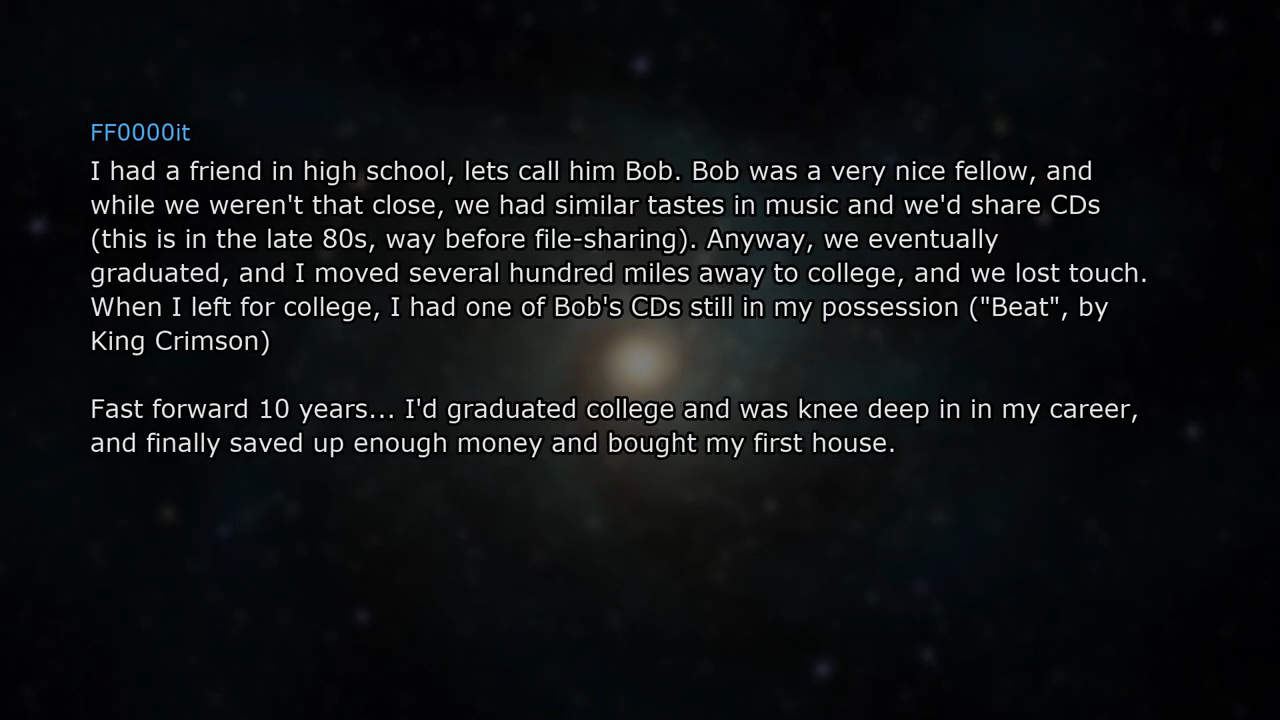 FF0000it
I had a friend in high school, lets call him Bob. Bob was a very nice fellow, and
while we weren't that close, we had similar tastes in music and we'd share CDs
(this is in the late 80s, way before file-sharing). Anyway, we eventually
graduated, and I moved several hundred miles away to college, and we lost touch.
When I left for college, I had one of Bob's CDs still in my possession ("Beat", by
King Crimson)
Fast forward 10 years... I'd graduated college and was knee deep in in my career,
and finally saved up enough money and bought my first house.